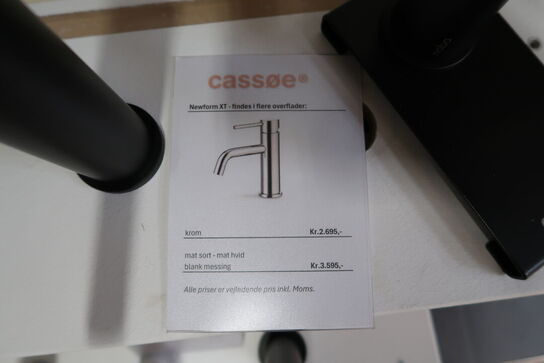 cassøe®
Newform XT - findes i flere overflader:
krom Kr.2.695,-
mat sort - mat hvid
blank messing Kr.3.595,-
Alle priser er vejledende pris inkl. Moms.